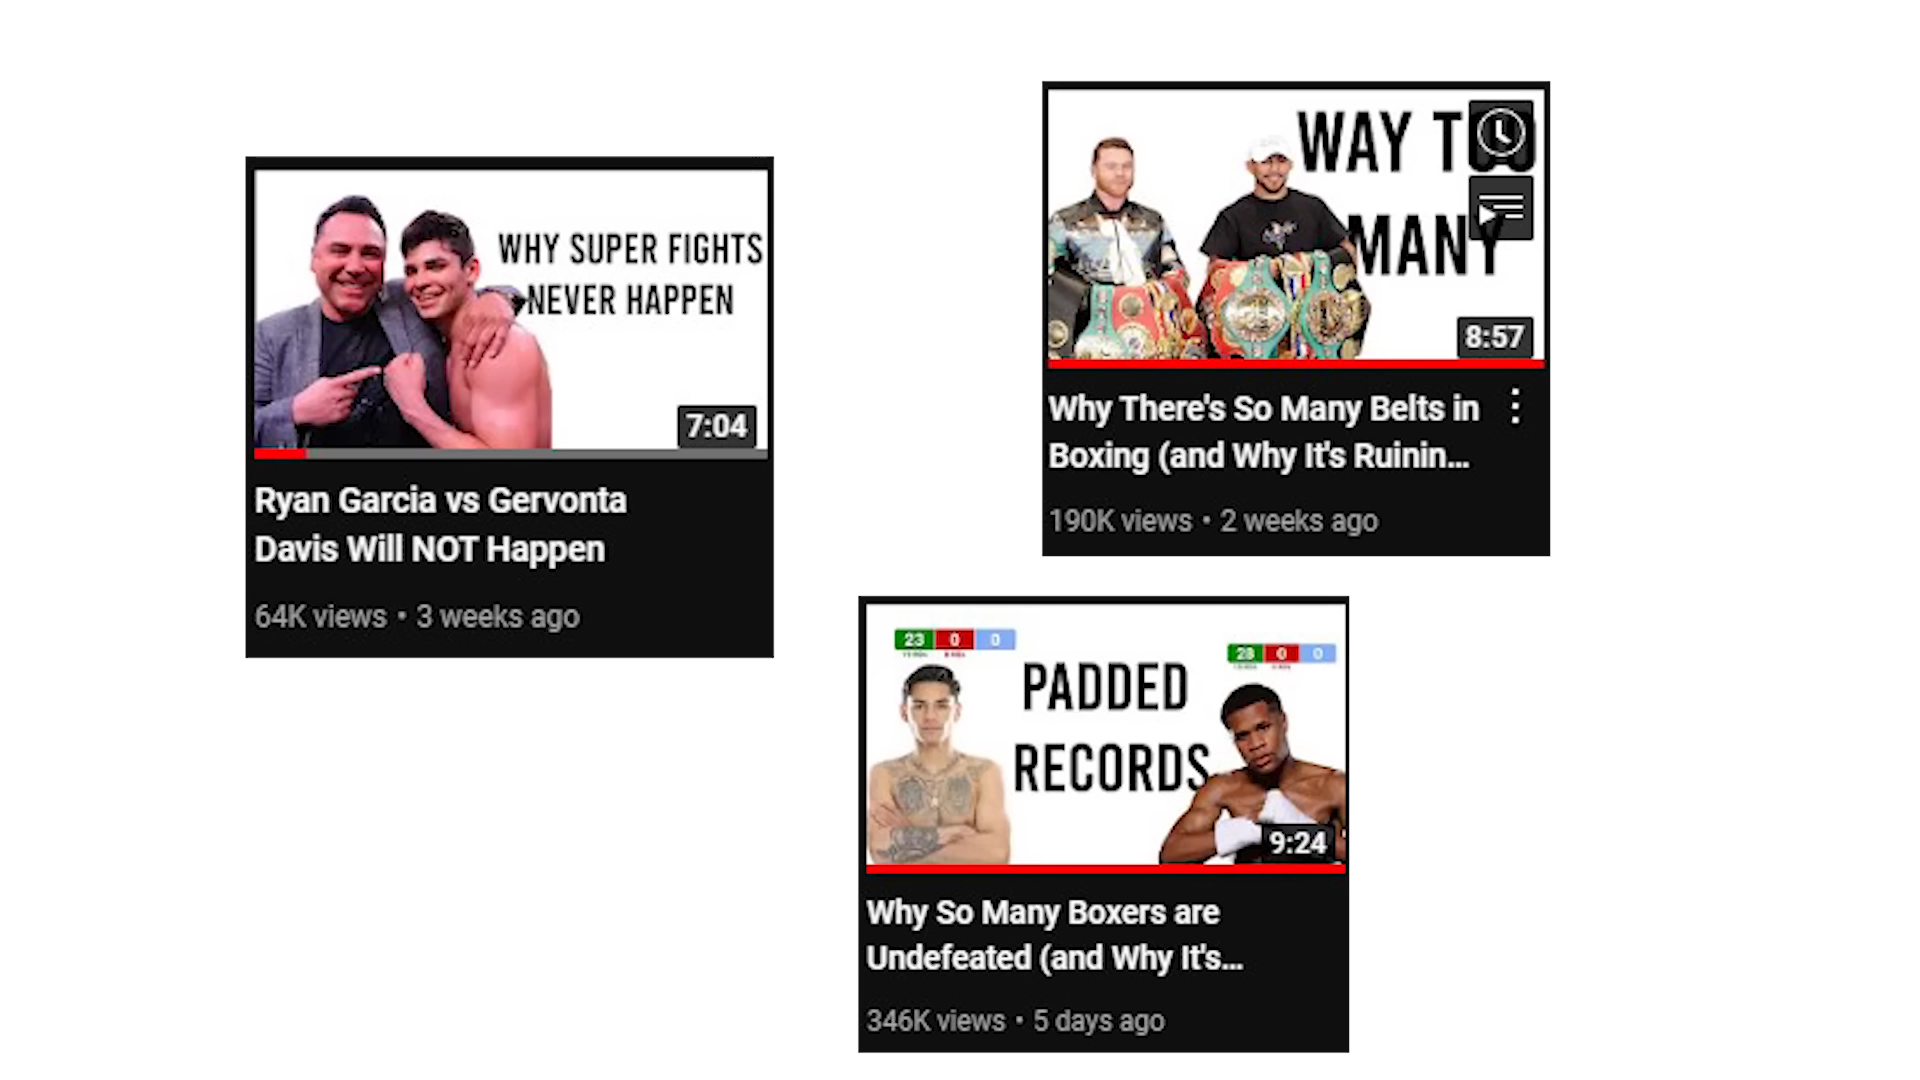 WHY SUPER FIGHTS
NEVER HAPPEN
7:04
Ryan Garcia vs Gervonta
Davis Will NOT Happen
64K views • 3 weeks ago
WAY TOO
MANY
8:57
Why There's So Many Belts in
Boxing (and Why It's Ruinin...
190K views • 2 weeks ago
23 0 0
23 0 0
PADDED
RECORDS
9:24
Why So Many Boxers are
Undefeated (and Why It's...
346K views • 5 days ago